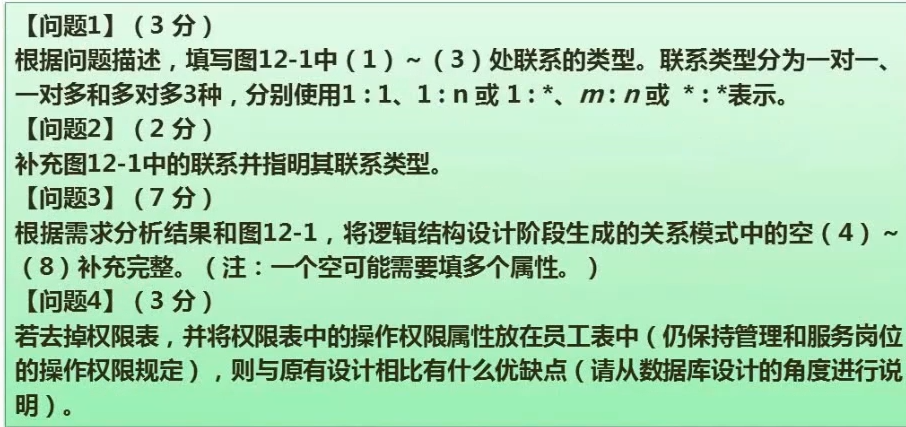 【问题1】（3 分）
根据问题描述，填写图12-1中（1）~（3）处联系的类型。联系类型分为一对一、
一对多和多对多3种，分别使用1：1、1：n 或 1：*、m：n 或 *：*表示。
【问题2】（2 分）
补充图12-1中的联系并指明其联系类型。
【问题3】（7 分）
根据需求分析结果和图12-1，将逻辑结构设计阶段生成的关系模式中的空（4）~
（8）补充完整。（注：一个空可能需要填多个属性。）
【问题4】（3 分）
若去掉权限表，并将权限表中的操作权限属性放在员工表中（仍保持管理和服务岗位
的操作权限规定），则与原有设计相比有什么优缺点（请从数据库设计的角度进行说
明）。